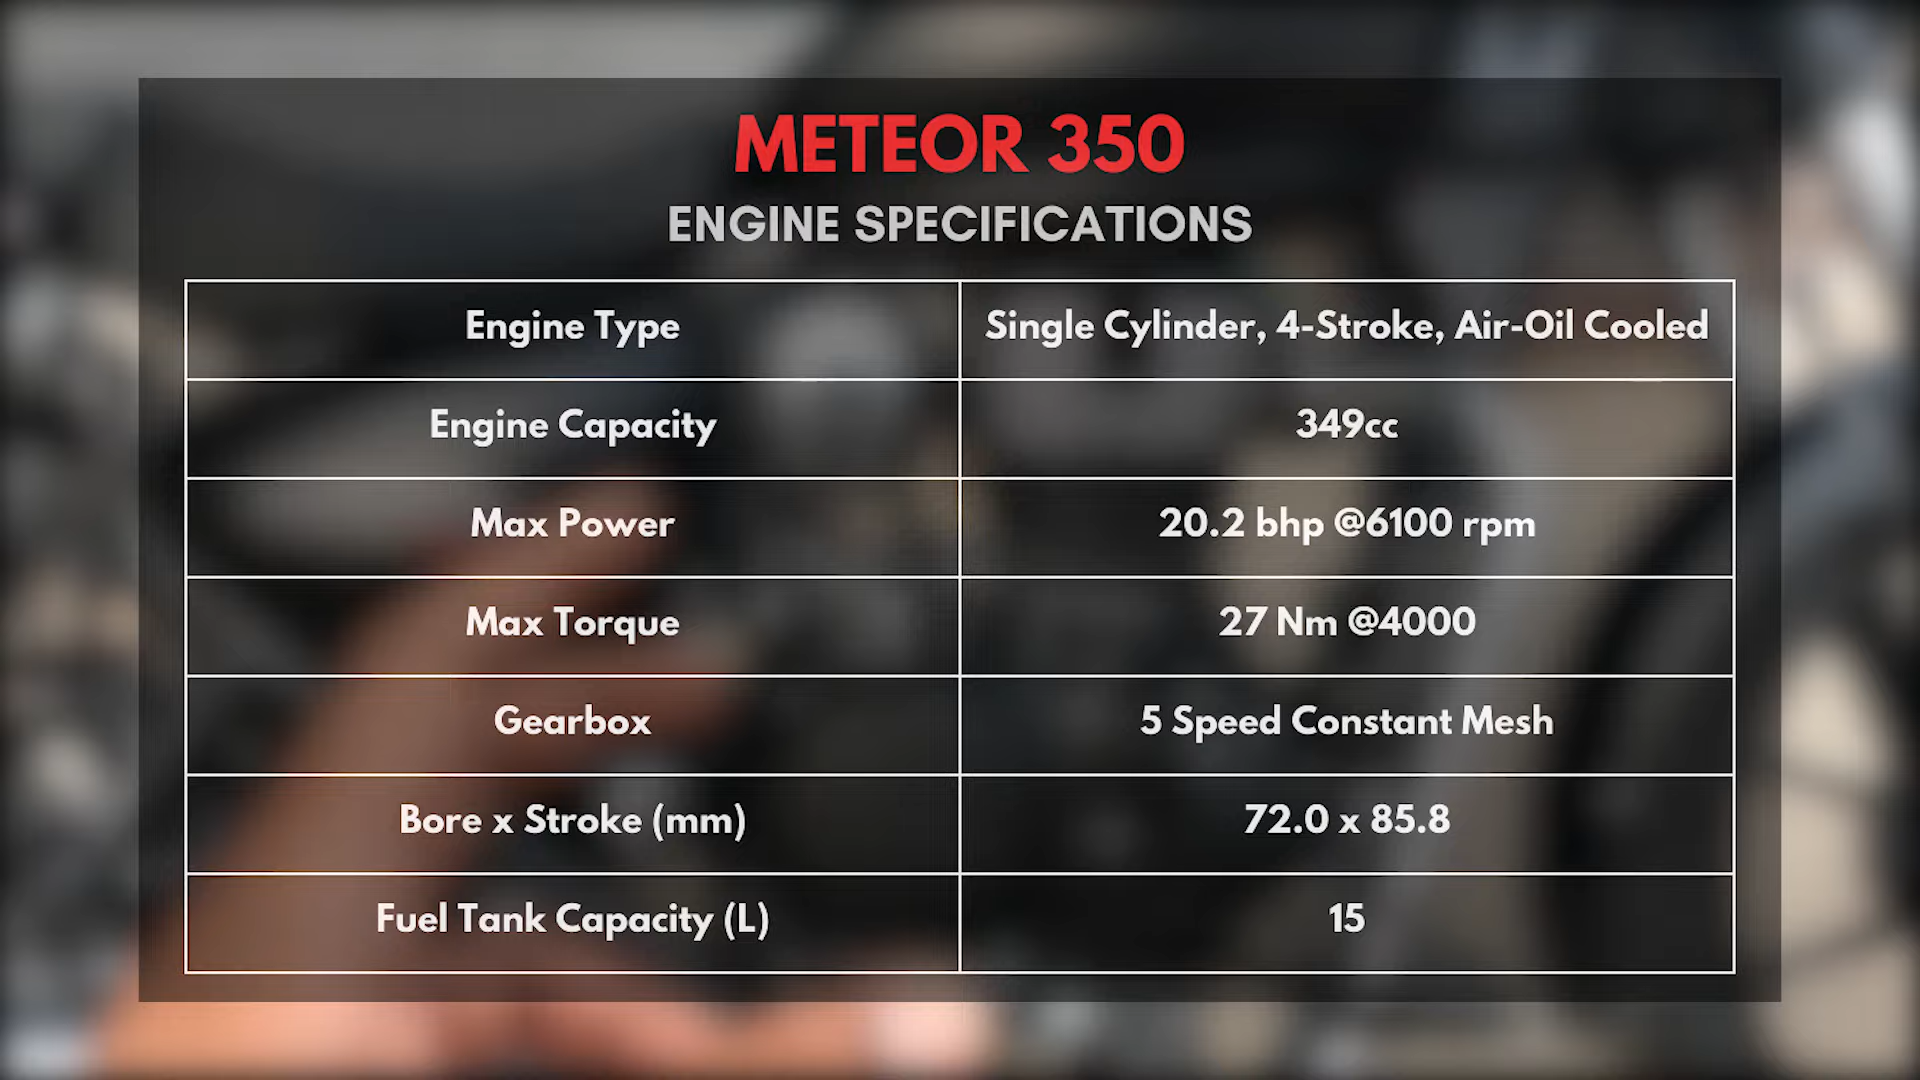 METEOR 350
ENGINE SPECIFICATIONS
Engine Type
Single Cylinder, 4-Stroke, Air-Oil Cooled
Engine Capacity
349cc
Max Power
20.2 bhp @6100 rpm
Max Torque
27 Nm @4000
Gearbox
5 Speed Constant Mesh
Bore x Stroke (mm)
72.0 x 85.8
Fuel Tank Capacity (L)
15